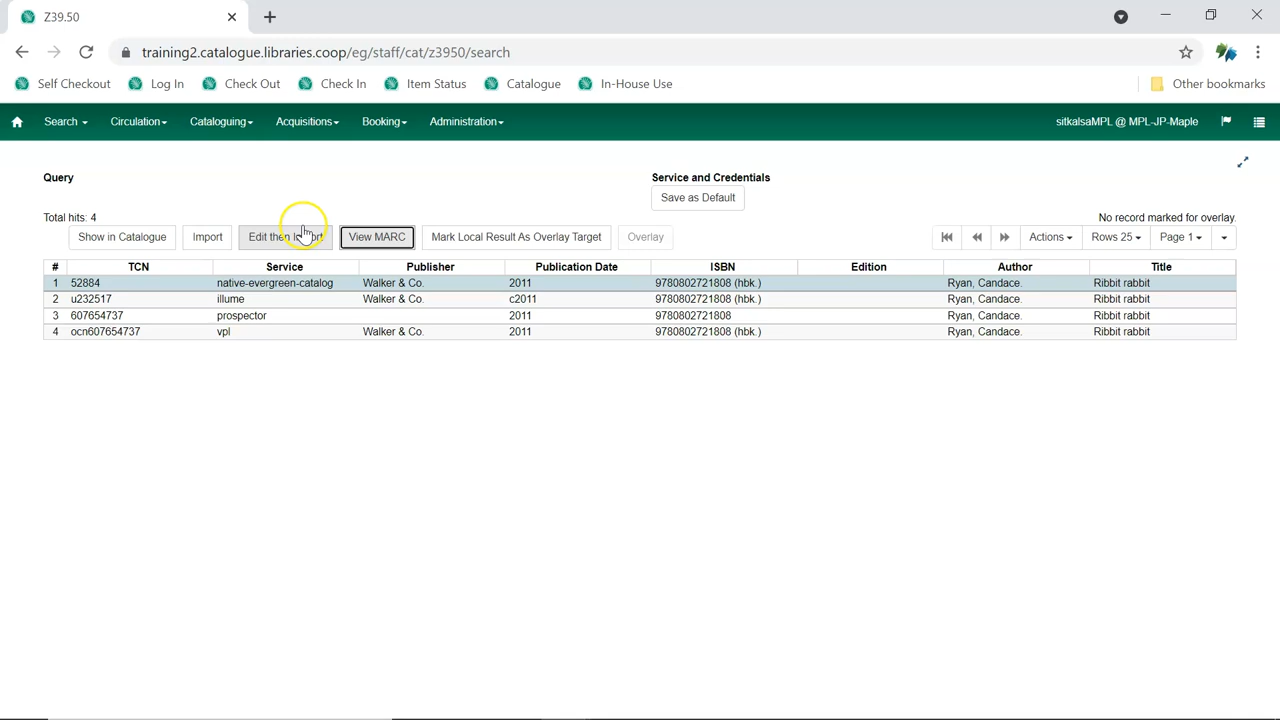 Z39.50
training2.catalogue.libraries.coop/eg/staff/cat/z3950/search
Self Checkout Log In Check Out Check In Item Status Catalogue In-House Use Other bookmarks
Search Circulation Cataloguing Acquisitions Booking Administration sitkalsaMPL @ MPL-JP-Maple
Query Service and Credentials
Save as Default
Total hits: 4 No record marked for overlay.
Show in Catalogue Import Edit then Import View MARC Mark Local Result As Overlay Target Overlay Actions Rows 25 Page 1
# TCN Service Publisher Publication Date ISBN Edition Author Title
1 52884 native-evergreen-catalog Walker & Co. 2011 9780802721808 (hbk.) Ryan, Candace. Ribbit rabbit
2 u232517 illume Walker & Co. c2011 9780802721808 (hbk.) Ryan, Candace. Ribbit rabbit
3 607654737 prospector 2011 9780802721808 Ryan, Candace. Ribbit rabbit
4 ocn607654737 vpl Walker & Co. 2011 9780802721808 (hbk.) Ryan, Candace. Ribbit rabbit